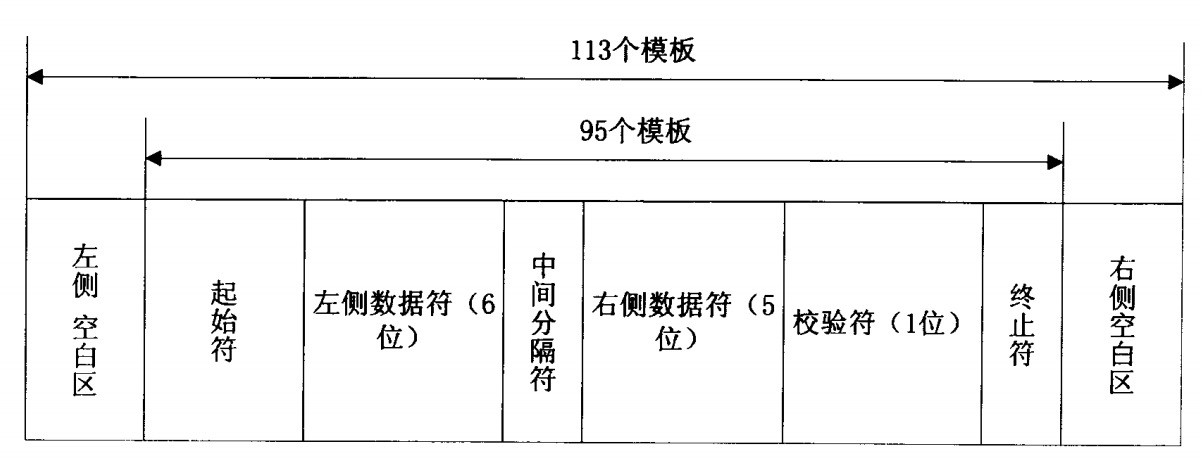 113个模板
95个模板
左侧空白区
起始符
左侧数据符（6
位）
中间分隔符
右侧数据符（5
位）
校验符（1位）
终止符
右侧空白区